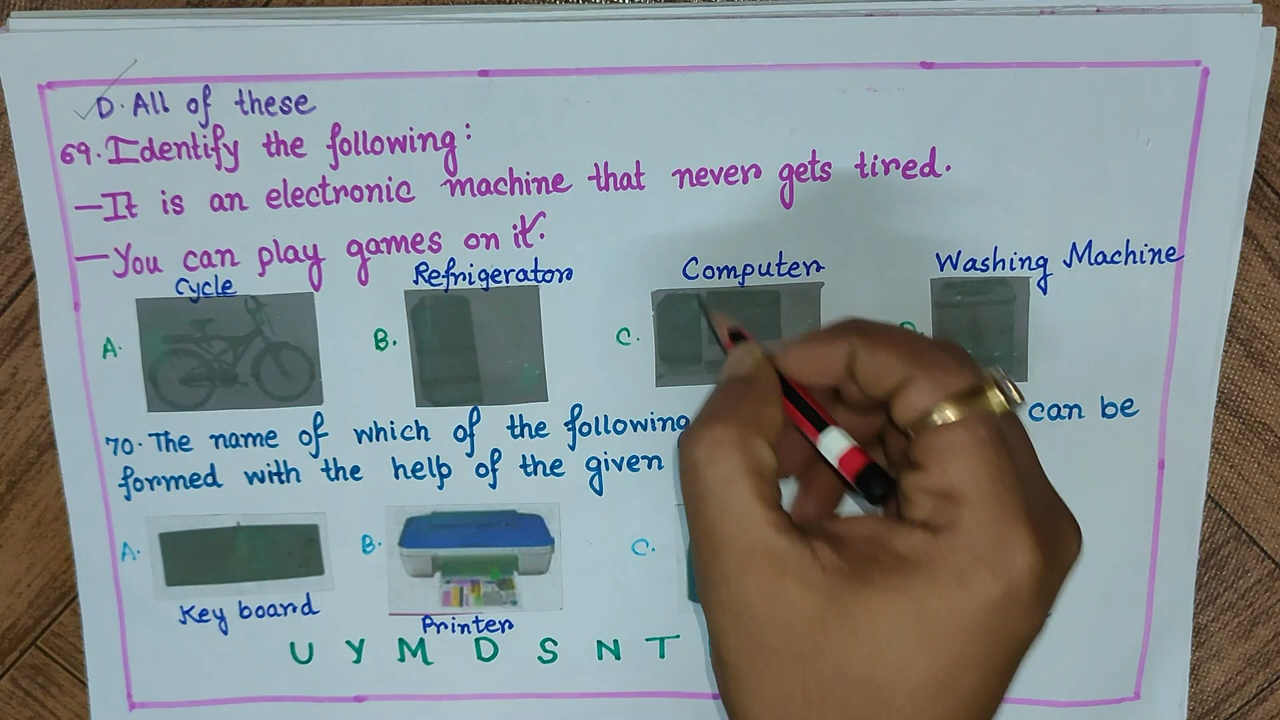 D. All of these
69. Identify the following:
—It is an electronic machine that never gets tired.
—You can play games on it.
Cycle Refrigerator Computer Washing Machine
A. B. C.
70. The name of which of the following can be
formed with the help of the given
A. B. C.
Key board Printer
U Y M D S N T